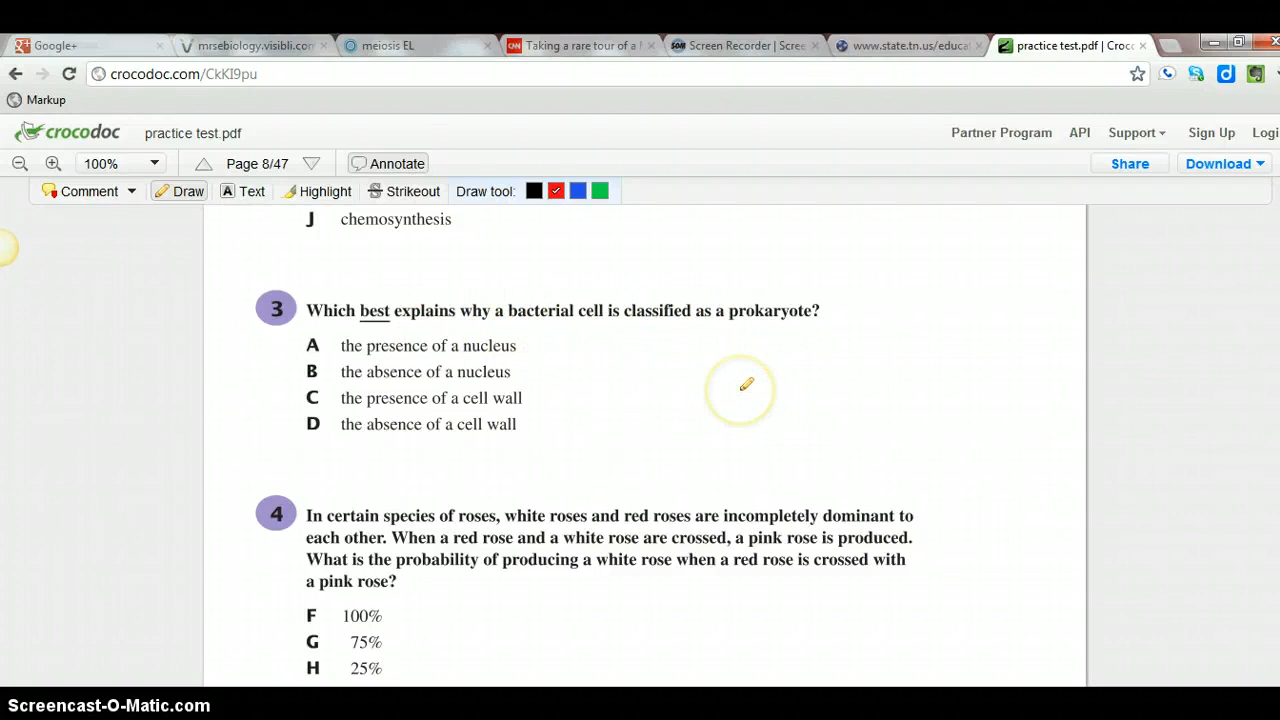 Google+
mrsebiology.visibli.con
meiosis EL
CNN
Taking a rare tour of a
SOM
Screen Recorder | Scree
www.state.tn.us/educa
practice test.pdf | Croc
crocodoc.com/CkKI9pu
Markup
crocodoc
practice test.pdf
Partner Program
API
Support
Sign Up
Logi
100%
Page 8/47
Annotate
Share
Download
Comment
Draw
A Text
Highlight
S Strikeout
Draw tool:
J chemosynthesis
3 Which best explains why a bacterial cell is classified as a prokaryote?
A the presence of a nucleus
B the absence of a nucleus
C the presence of a cell wall
D the absence of a cell wall
4 In certain species of roses, white roses and red roses are incompletely dominant to
each other. When a red rose and a white rose are crossed, a pink rose is produced.
What is the probability of producing a white rose when a red rose is crossed with
a pink rose?
F 100%
G 75%
H 25%
Screencast-O-Matic.com